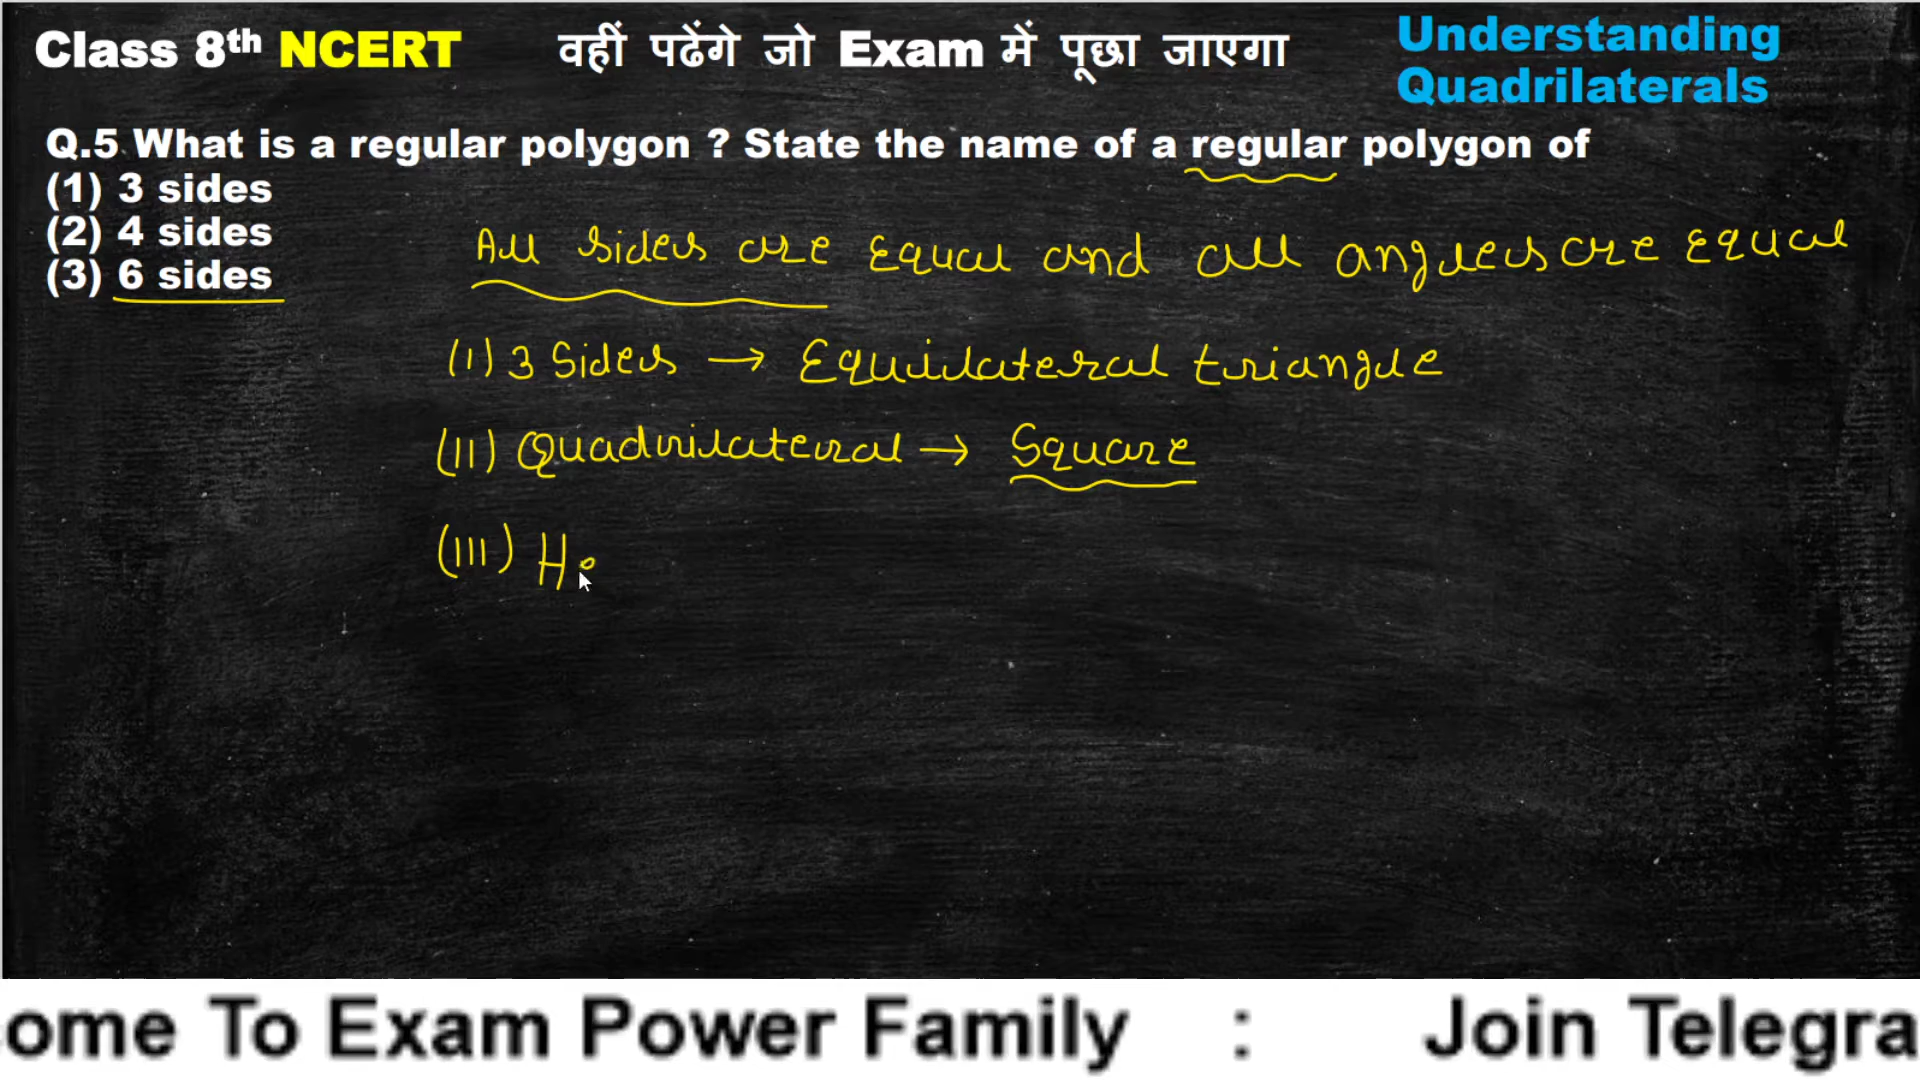 Class 8th NCERT वहीं पढेंगे जो Exam में पूछा जाएगा
Understanding
Quadrilaterals
Q.5 What is a regular polygon ? State the name of a regular polygon of
(1) 3 sides
(2) 4 sides
(3) 6 sides
All sides are equal and all angles are equal
(I) 3 Sides → Equilateral triangle
(II) Quadrilateral → Square
(III) He
ome To Exam Power Family : Join Telegra